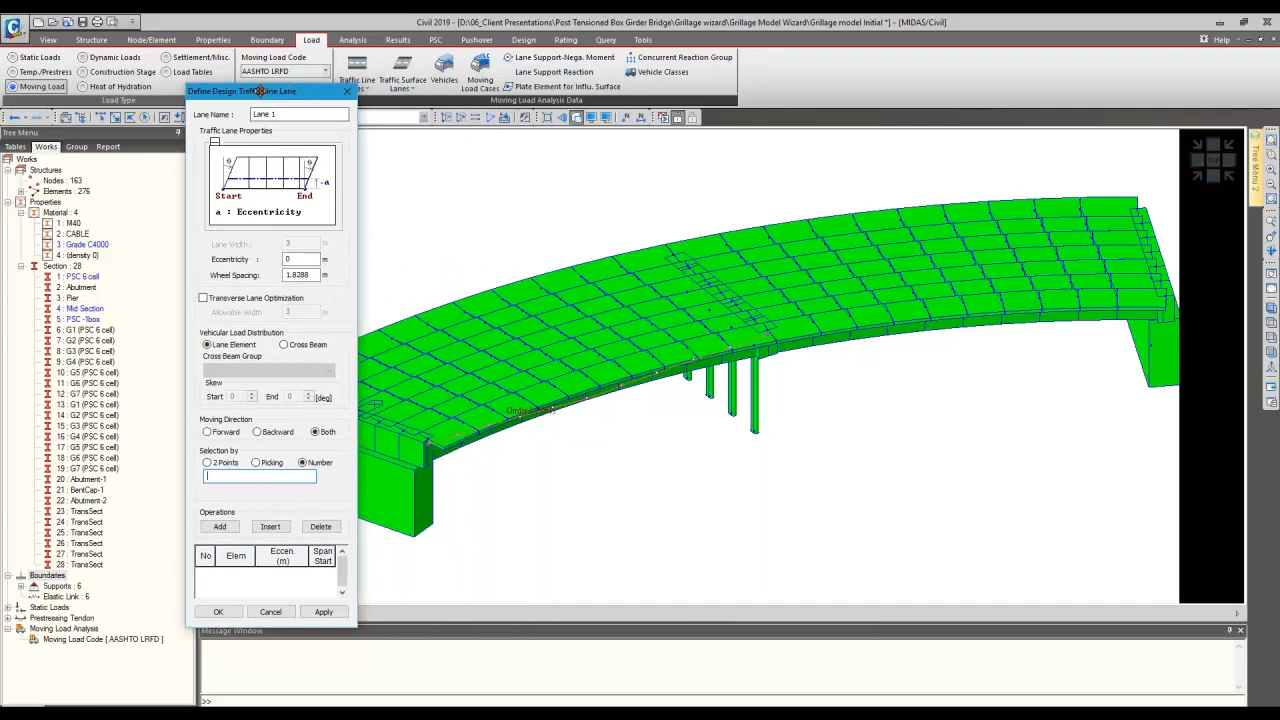 Civil 2019 - [D:\06_Client Presentations\Post Tensioned Box Girder Bridge\Grillage wizard\Grillage Model Wizard\Grillage model Initial *] - [MIDAS/Civil]
View Structure Node/Element Properties Boundary Load Analysis Results PSC Pushover Design Rating Query Tools Help
Static Loads Dynamic Loads Settlement/Misc.
Temp./Prestress Construction Stage Load Tables
Moving Load Heat of Hydration
Load Type
Moving Load Code
AASHTO LRFD
Traffic Line Lanes
Traffic Surface Lanes
Vehicles
Moving Load Cases
Lane Support-Nega. Moment Concurrent Reaction Group
Lane Support Reaction Vehicle Classes
Plate Element for Influ. Surface
Moving Load Analysis Data
Tree Menu
Tables Works Group Report
Works
Structures
Nodes : 163
Elements : 276
Properties
Material : 4
1 : M40
2 : CABLE
3 : Grade C4000
4 : (density 0)
Section : 28
1 : PSC 6 cell
2 : Abutment
3 : Pier
4 : Mid Section
5 : PSC -1box
6 : G1 (PSC 6 cell)
7 : G2 (PSC 6 cell)
8 : G3 (PSC 6 cell)
9 : G4 (PSC 6 cell)
10 : G5 (PSC 6 cell)
11 : G6 (PSC 6 cell)
12 : G7 (PSC 6 cell)
13 : G1 (PSC 6 cell)
14 : G2 (PSC 6 cell)
15 : G3 (PSC 6 cell)
16 : G4 (PSC 6 cell)
17 : G5 (PSC 6 cell)
18 : G6 (PSC 6 cell)
19 : G7 (PSC 6 cell)
20 : Abutment-1
21 : BentCap-1
22 : Abutment-2
23 : TransSect
24 : TransSect
25 : TransSect
26 : TransSect
27 : TransSect
28 : TransSect
Boundaries
Supports : 6
Elastic Link : 6
Static Loads
Prestressing Tendon
Moving Load Analysis
Moving Load Code [ AASHTO LRFD ]
Lane Name : Lane 1
Traffic Lane Properties
Start End
-a
a : Eccentricity
Lane Width : 3 m
Eccentricity : 0 m
Wheel Spacing: 1.8288 m
Transverse Lane Optimization
Allowable Width : 3 m
Vehicular Load Distribution
Lane Element Cross Beam
Cross Beam Group
Skew
Start 0 End 0 [deg]
Moving Direction
Forward Backward Both
Selection by
2 Points Picking Number
Operations
Add Insert Delete
No Elem Eccen. (m) Span Start
OK Cancel Apply
TOP
Tree Menu 2
Message Window
>>